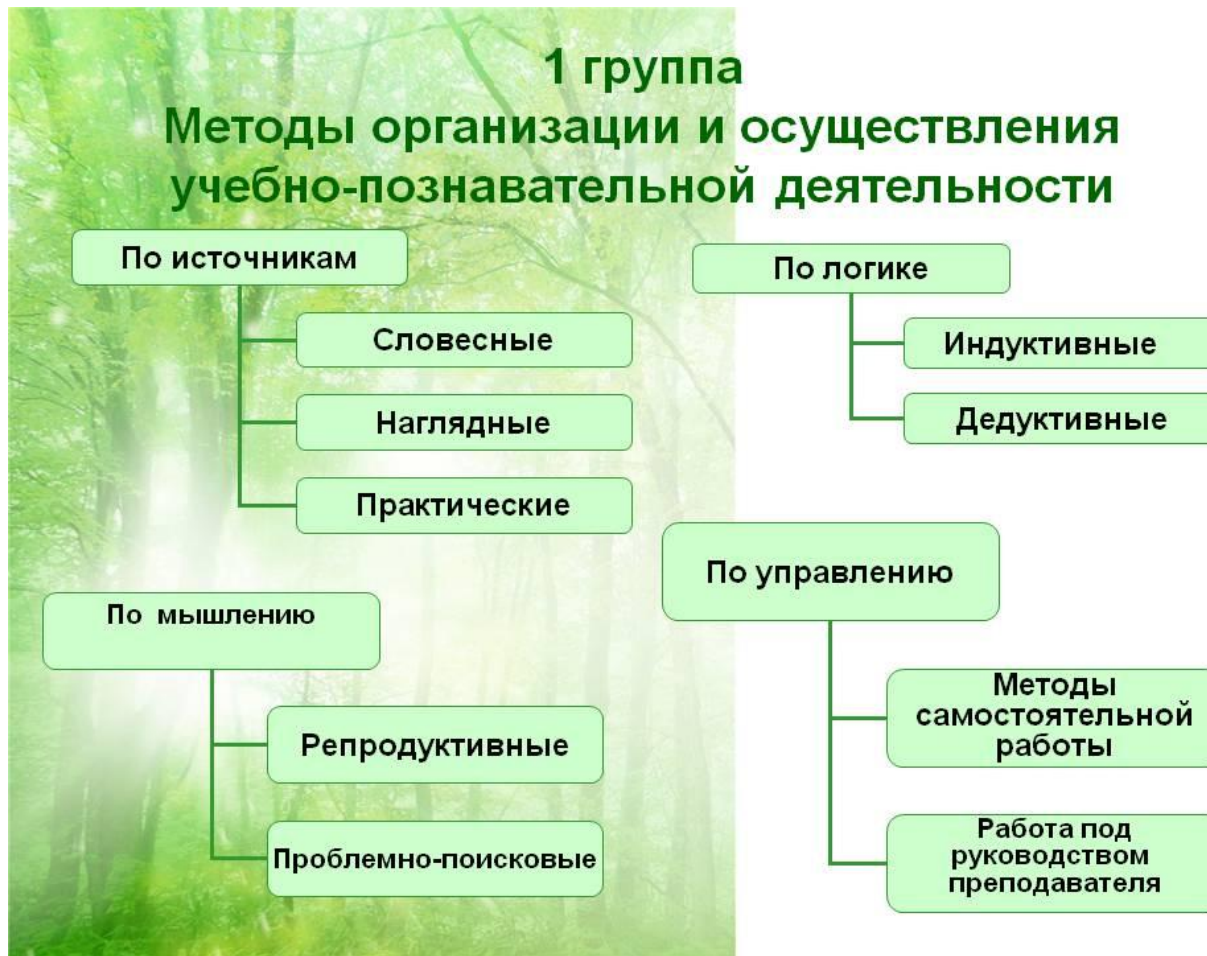 1 группа
Методы организации и осуществления
учебно-познавательной деятельности
По источникам
Словесные
Наглядные
Практические
По логике
Индуктивные
Дедуктивные
По мышлению
Репродуктивные
Проблемно-поисковые
По управлению
Методы
самостоятельной
работы
Работа под
руководством
преподавателя